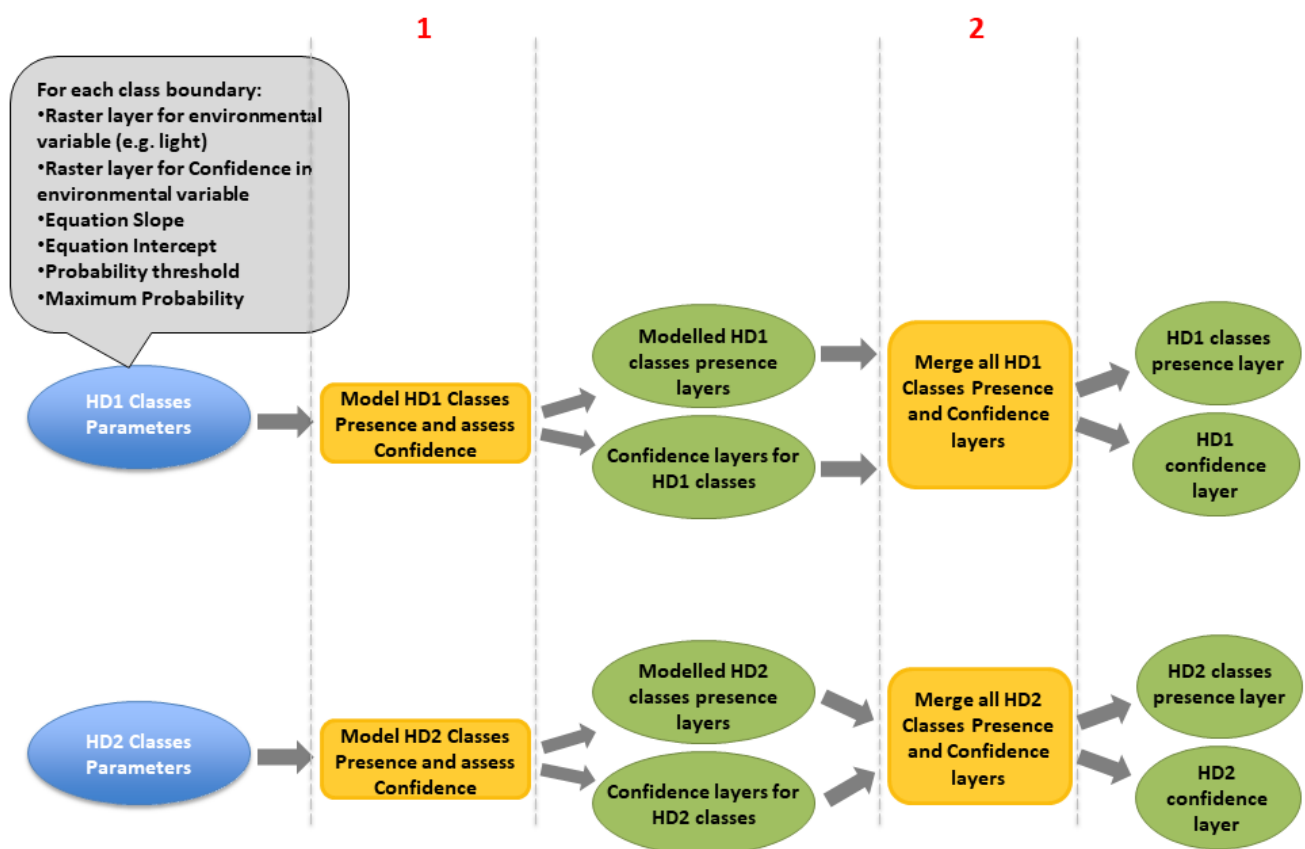 1
2
For each class boundary:
•Raster layer for environmental
variable (e.g. light)
•Raster layer for Confidence in
environmental variable
•Equation Slope
•Equation Intercept
•Probability threshold
•Maximum Probability
HD1 Classes
Parameters
Model HD1 Classes
Presence and assess
Confidence
Modelled HD1
classes presence
layers
Confidence layers for
HD1 classes
Merge all HD1
Classes Presence
and Confidence
layers
HD1 classes
presence layer
HD1
confidence
layer
HD2 Classes
Parameters
Model HD2 Classes
Presence and assess
Confidence
Modelled HD2
classes presence
layers
Confidence layers for
HD2 classes
Merge all HD2
Classes Presence
and Confidence
layers
HD2 classes
presence layer
HD2
confidence
layer